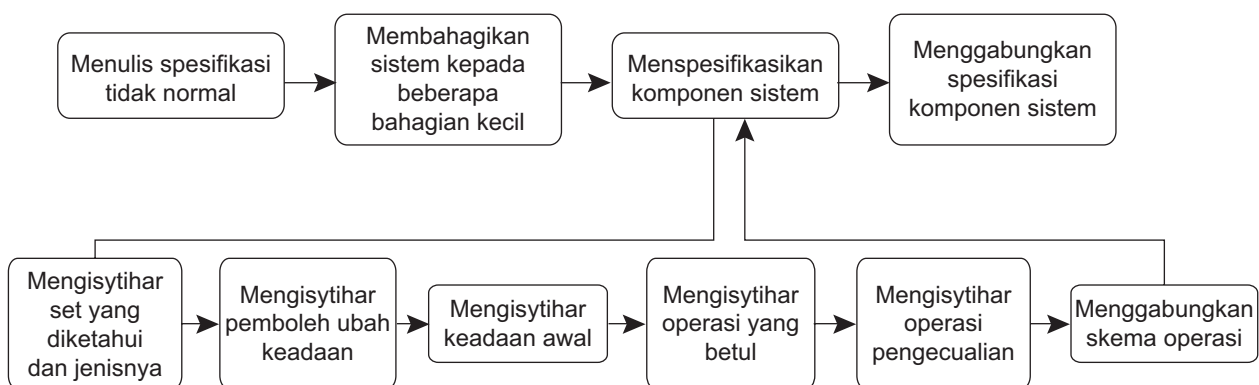 Menulis spesifikasi
tidak normal
Membahagikan
sistem kepada
beberapa
bahagian kecil
Menspesifikasikan
komponen sistem
Menggabungkan
spesifikasi
komponen sistem
Mengisytihar
set yang
diketahui
dan jenisnya
Mengisytihar
pemboleh ubah
keadaan
Mengisytihar
keadaan awal
Mengisytihar
operasi yang
betul
Mengisytihar
operasi
pengecualian
Menggabungkan
skema operasi